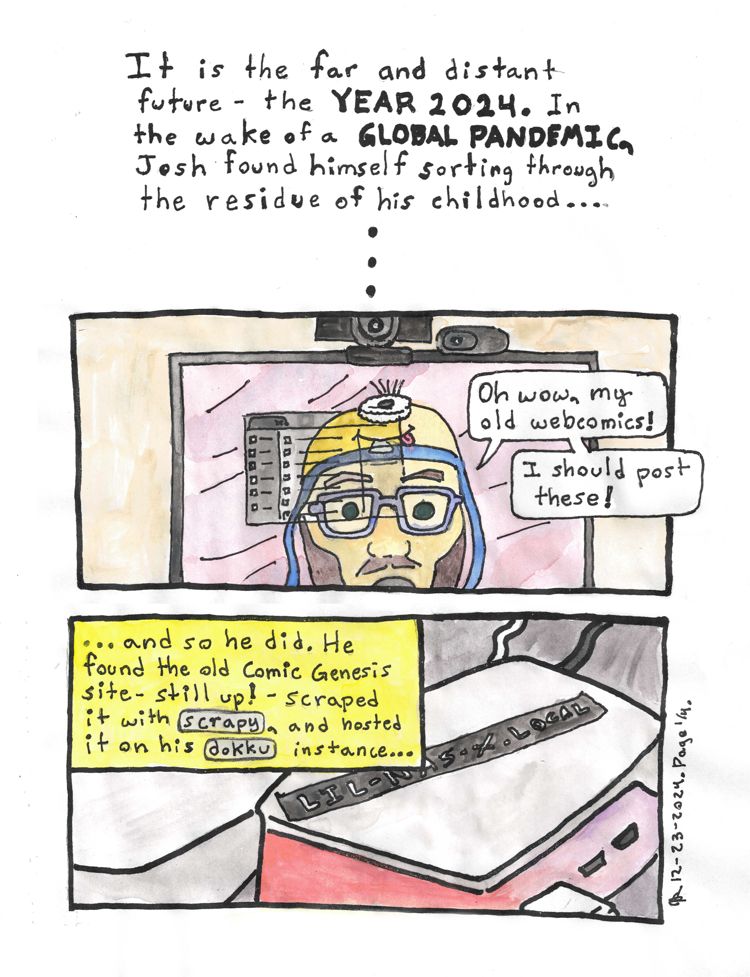 It is the far and distant
future - the YEAR 2024. In
the wake of a GLOBAL PANDEMIC,
Josh found himself sorting through
the residue of his childhood....
Oh wow, my
old webcomics!
I should post
these!
...and so he did. He
found the old Comic Genesis
site- still up! - scraped
it with scrapy, and hosted
it on his dokku instance...
LIL-NAS-X.LOCAL
12-23-2024. Page 1/4.